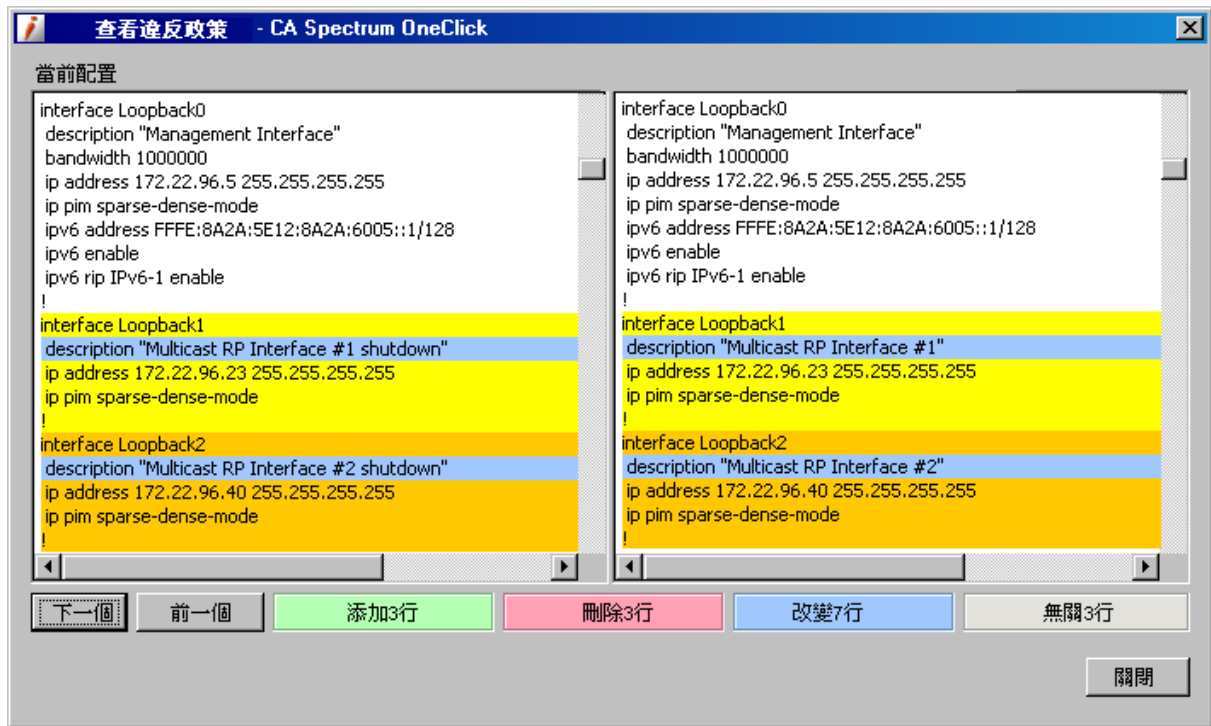 查看違反政策 - CA Spectrum OneClick
當前配置
interface Loopback0
description "Management Interface"
bandwidth 1000000
ip address 172.22.96.5 255.255.255.255
ip pim sparse-dense-mode
ipv6 address FFFE:8A2A:5E12:8A2A:6005::1/128
ipv6 enable
ipv6 rip IPv6-1 enable
!
interface Loopback1
description "Multicast RP Interface #1 shutdown"
ip address 172.22.96.23 255.255.255.255
ip pim sparse-dense-mode
!
interface Loopback2
description "Multicast RP Interface #2 shutdown"
ip address 172.22.96.40 255.255.255.255
ip pim sparse-dense-mode
!
interface Loopback0
description "Management Interface"
bandwidth 1000000
ip address 172.22.96.5 255.255.255.255
ip pim sparse-dense-mode
ipv6 address FFFE:8A2A:5E12:8A2A:6005::1/128
ipv6 enable
ipv6 rip IPv6-1 enable
!
interface Loopback1
description "Multicast RP Interface #1"
ip address 172.22.96.23 255.255.255.255
ip pim sparse-dense-mode
!
interface Loopback2
description "Multicast RP Interface #2"
ip address 172.22.96.40 255.255.255.255
ip pim sparse-dense-mode
!
下一個 前一個 添加3行 刪除3行 改變7行 無關3行
關閉